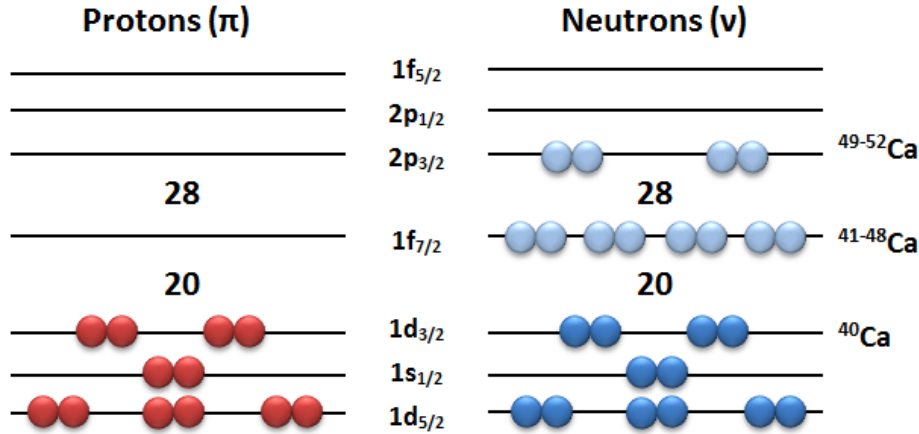 Protons (π) Neutrons (ν)
1f5/2
2p1/2
2p3/2 49-52Ca
28 28
1f7/2 41-48Ca
20 20
1d3/2 40Ca
1s1/2
1d5/2